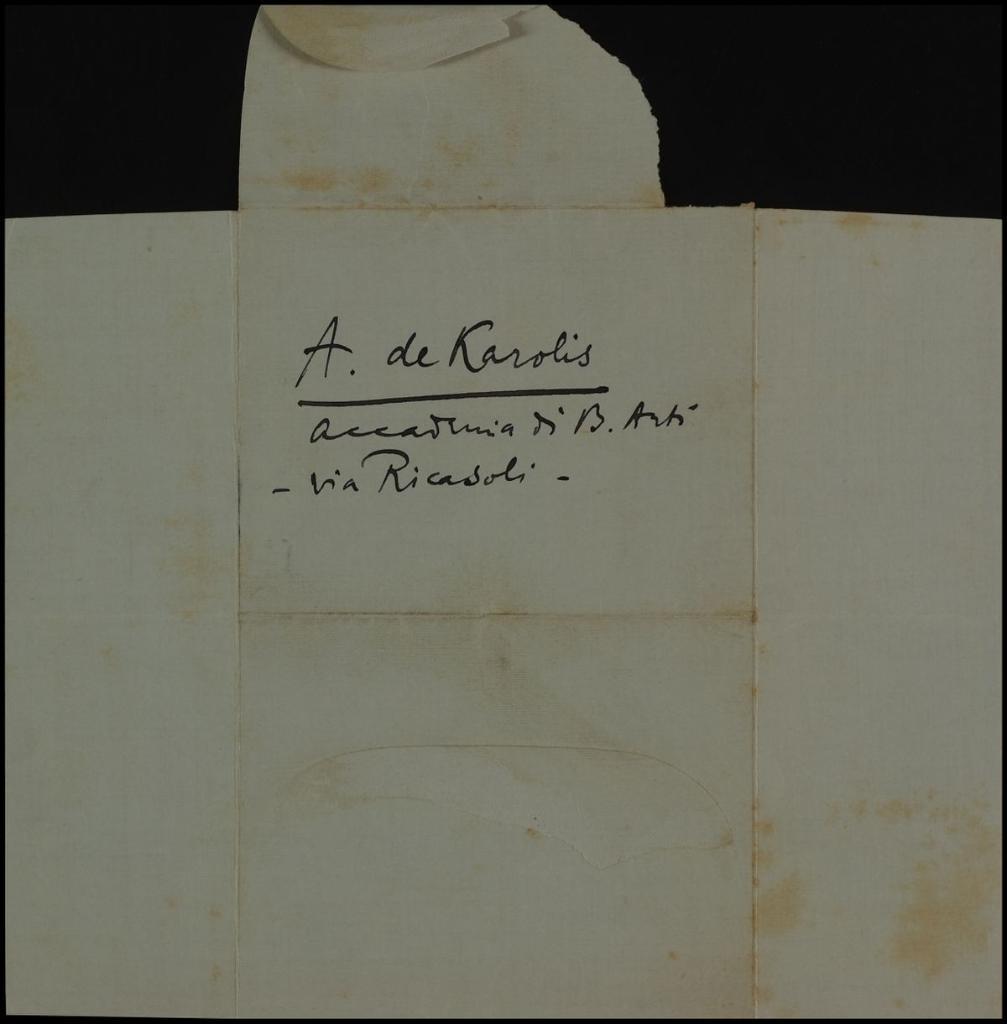 A. de Karolis
accademia di B. Arti
- via Ricasoli -